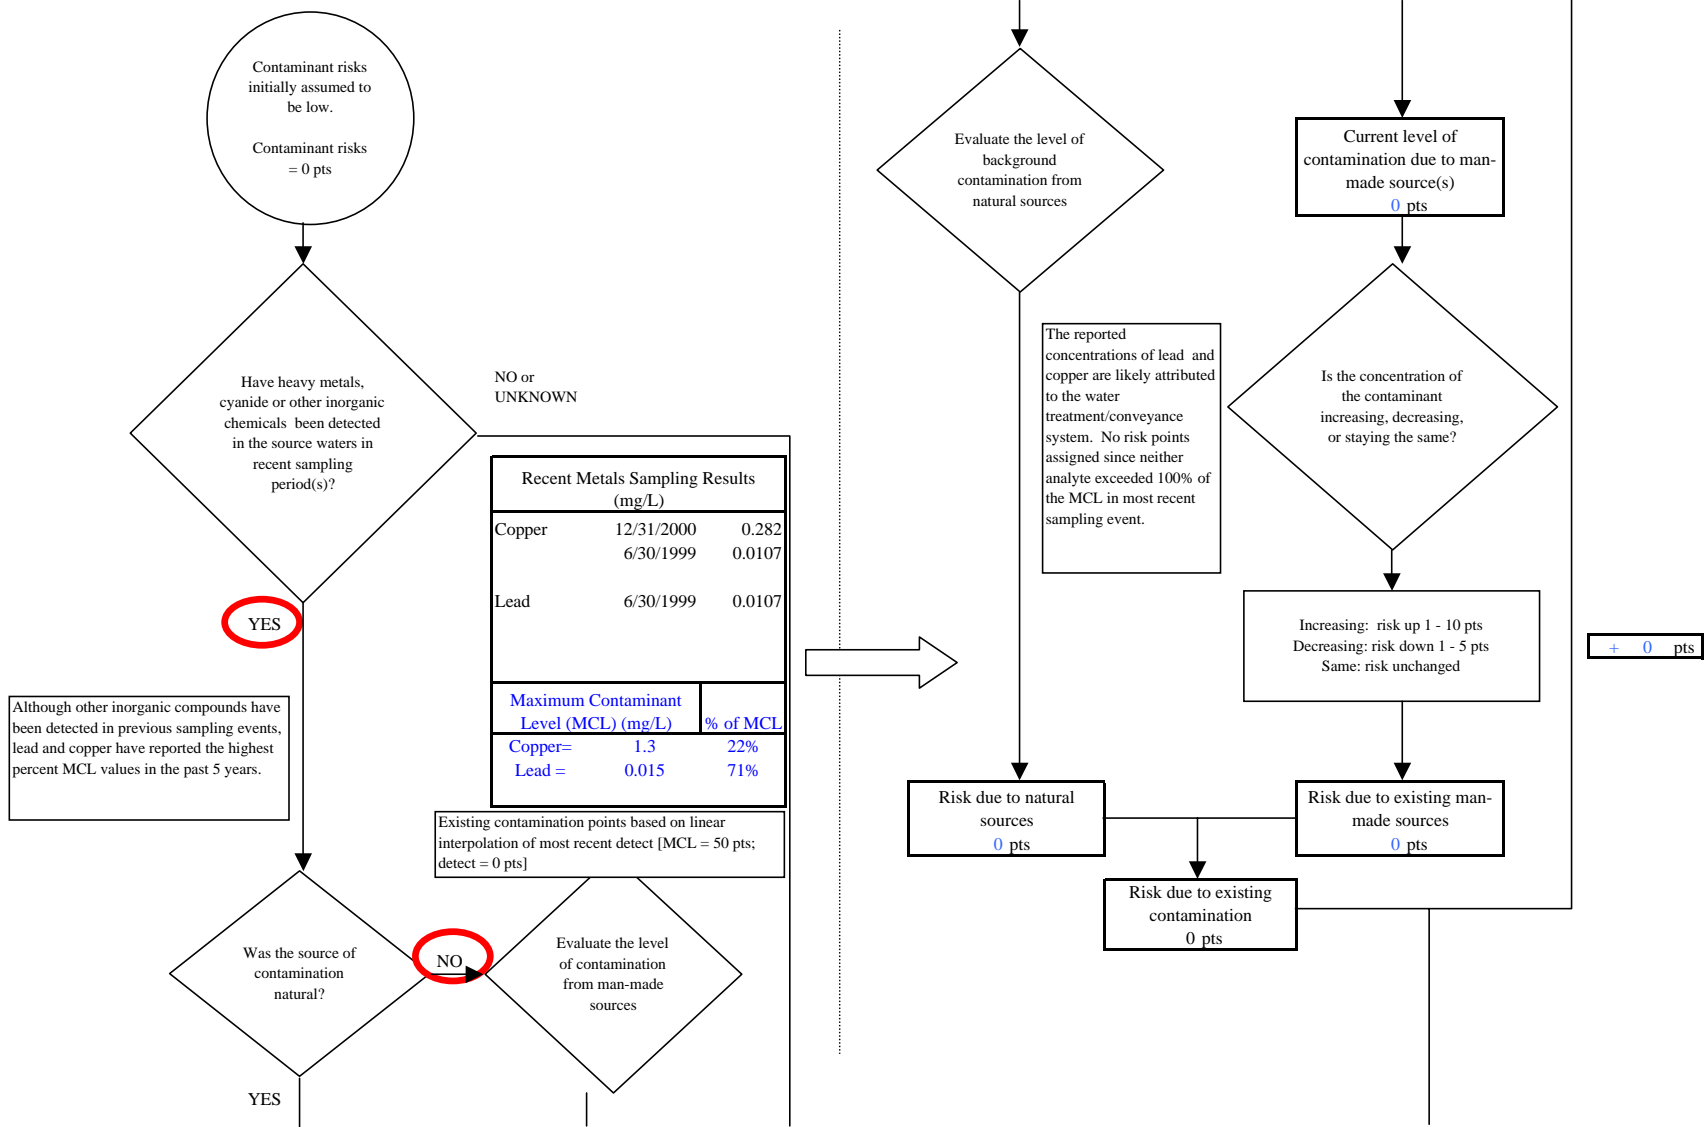 Contaminant risks
initially assumed to
be low.
Contaminant risks
= 0 pts
Have heavy metals,
cyanide or other inorganic
chemicals been detected
in the source waters in
recent sampling
period(s)?
NO or
UNKNOWN
YES
Recent Metals Sampling Results
(mg/L)
Copper 12/31/2000 0.282
6/30/1999 0.0107
Lead 6/30/1999 0.0107
Maximum Contaminant
Level (MCL) (mg/L) % of MCL
Copper= 1.3 22%
Lead = 0.015 71%
Although other inorganic compounds have
been detected in previous sampling events,
lead and copper have reported the highest
percent MCL values in the past 5 years.
Existing contamination points based on linear
interpolation of most recent detect [MCL = 50 pts;
detect = 0 pts]
Was the source of
contamination
natural?
NO
Evaluate the level
of contamination
from man-made
sources
YES
Evaluate the level of
background
contamination from
natural sources
Current level of
contamination due to man-
made source(s)
0 pts
The reported
concentrations of lead and
copper are likely attributed
to the water
treatment/conveyance
system. No risk points
assigned since neither
analyte exceeded 100% of
the MCL in most recent
sampling event.
Is the concentration of
the contaminant
increasing, decreasing,
or staying the same?
Increasing: risk up 1 - 10 pts
Decreasing: risk down 1 - 5 pts
Same: risk unchanged
+ 0 pts
Risk due to natural
sources
0 pts
Risk due to existing man-
made sources
0 pts
Risk due to existing
contamination
0 pts